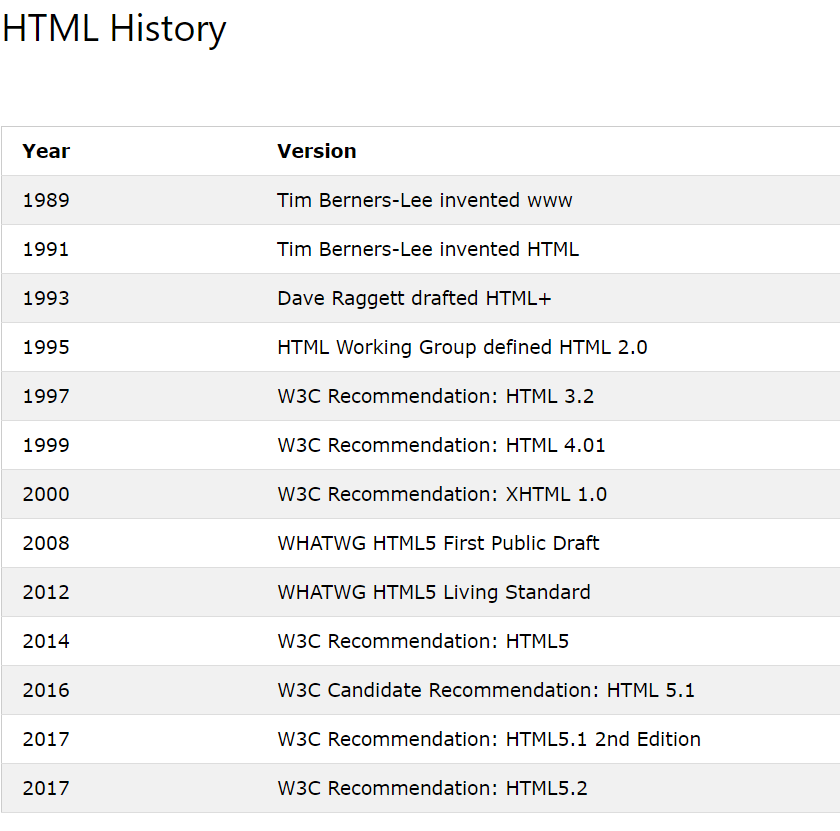 HTML History
Year Version
1989 Tim Berners-Lee invented www
1991 Tim Berners-Lee invented HTML
1993 Dave Raggett drafted HTML+
1995 HTML Working Group defined HTML 2.0
1997 W3C Recommendation: HTML 3.2
1999 W3C Recommendation: HTML 4.01
2000 W3C Recommendation: XHTML 1.0
2008 WHATWG HTML5 First Public Draft
2012 WHATWG HTML5 Living Standard
2014 W3C Recommendation: HTML5
2016 W3C Candidate Recommendation: HTML 5.1
2017 W3C Recommendation: HTML5.1 2nd Edition
2017 W3C Recommendation: HTML5.2